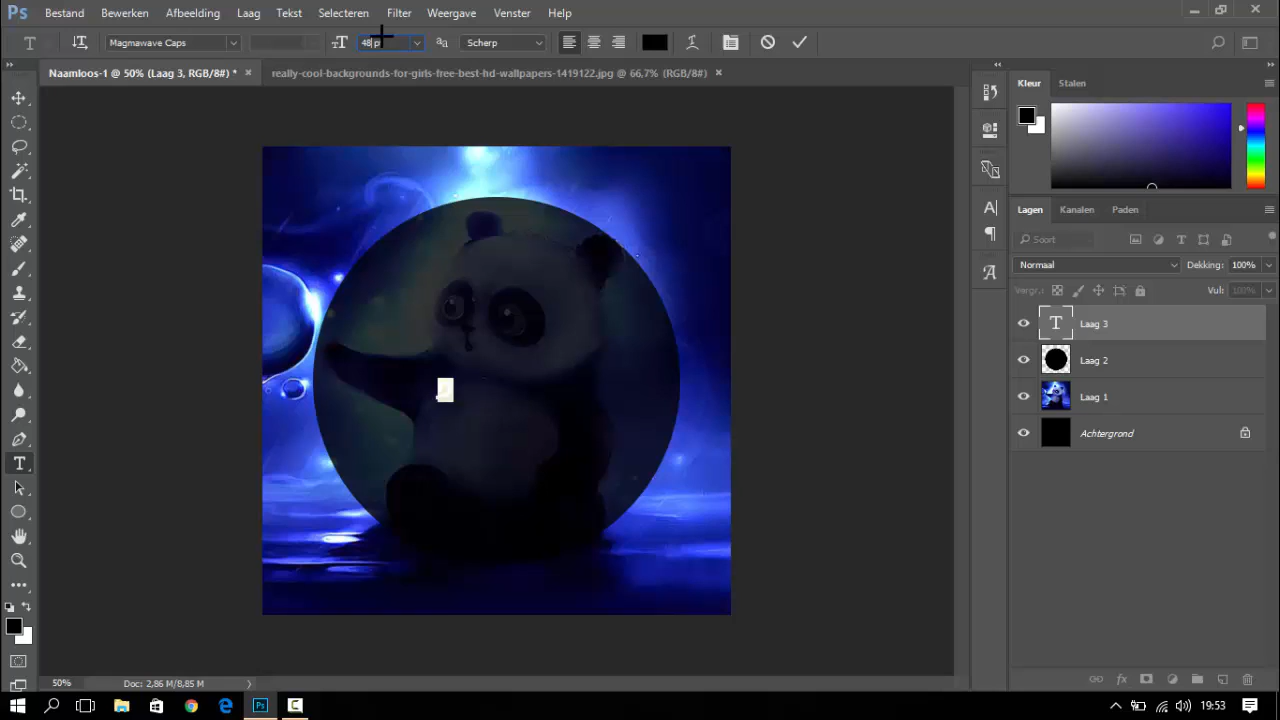 Ps Bestand Bewerken Afbeelding Laag Tekst Selecteren Filter Weergave Venster Help
T Magmawave Caps 48 p Scherp
Naamloos-1 @ 50% (Laag 3, RGB/8#) * × really-cool-backgrounds-for-girls-free-best-hd-wallpapers-1419122.jpg @ 66,7% (RGB/8#) ×
Kleur Stalen
Lagen Kanalen Paden
Soort
Normaal Dekking: 100%
Vergr.: Vul: 100%
T Laag 3
Laag 2
Laag 1
Achtergrond
50% Doc: 2,86 M/8,85 M
19:53